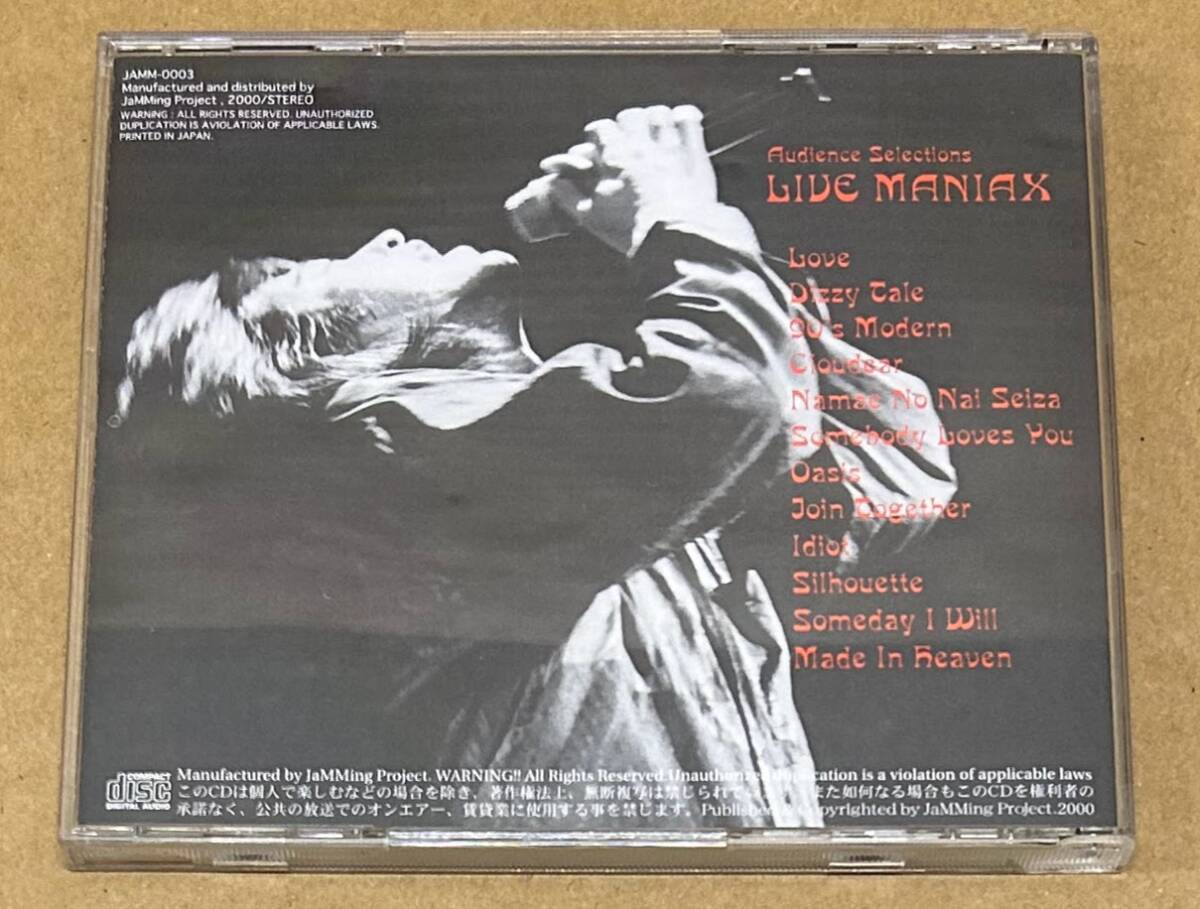 JAMM-0003
Manufactured and distributed by
JaMMing Project , 2000/STEREO
WARNING : ALL RIGHTS RESERVED. UNAUTHORIZED
DUPLICATION IS AVIOLATION OF APPLICABLE LAWS.
PRINTED IN JAPAN.
Audience Selections
LIVE MANIAX
Love
Dizzy Tale
90's Modern
Cloudear
Namae No Nai Seiza
Somebody Loves You
Oasis
Join Together
Idiot
Silhouette
Someday I Will
Made In Heaven
COMPACT
disc
DIGITAL AUDIO
Manufactured by JaMMing Project. WARNING!! All Rights Reserved.Unauthorized duplication is a violation of applicable laws
このCDは個人で楽しむなどの場合を除き、著作権法上、無断複写は禁じられてい また如何なる場合もこのCDを権利者の
承諾なく、公共の放送でのオンエアー、賃貸業に使用する事を禁じます。Published & Copyrighted by JaMMing Project.2000